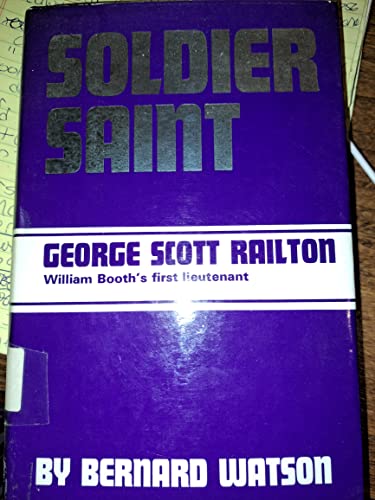 SOLDIER
SAINT
GEORGE SCOTT RAILTON
William Booth's first lieutenant
BY BERNARD WATSON